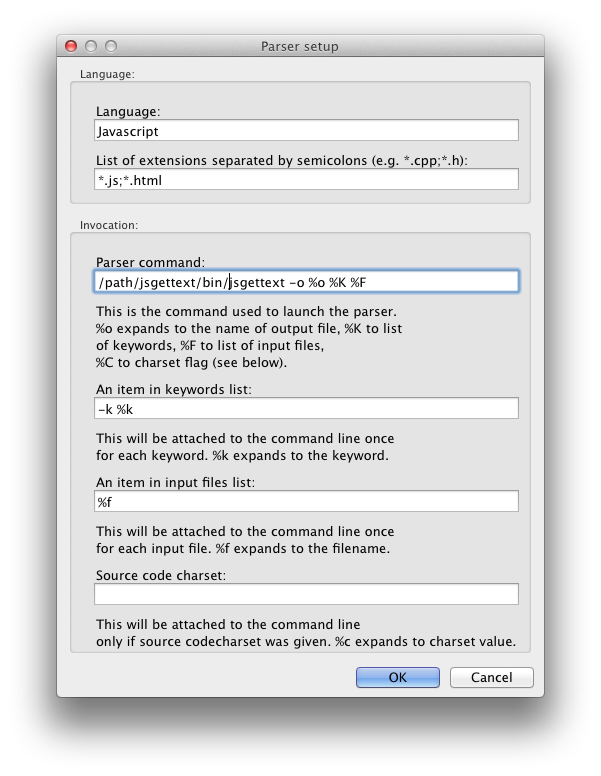 Parser setup
Language:
Language:
Javascript
List of extensions separated by semicolons (e.g. *.cpp;*.h):
*.js;*.html
Invocation:
Parser command:
/path/jsgettext/bin/jsgettext -o %o %K %F
This is the command used to launch the parser.
%o expands to the name of output file, %K to list
of keywords, %F to list of input files,
%C to charset flag (see below).
An item in keywords list:
-k %k
This will be attached to the command line once
for each keyword. %k expands to the keyword.
An item in input files list:
%f
This will be attached to the command line once
for each input file. %f expands to the filename.
Source code charset:
This will be attached to the command line
only if source codecharset was given. %c expands to charset value.
OK Cancel